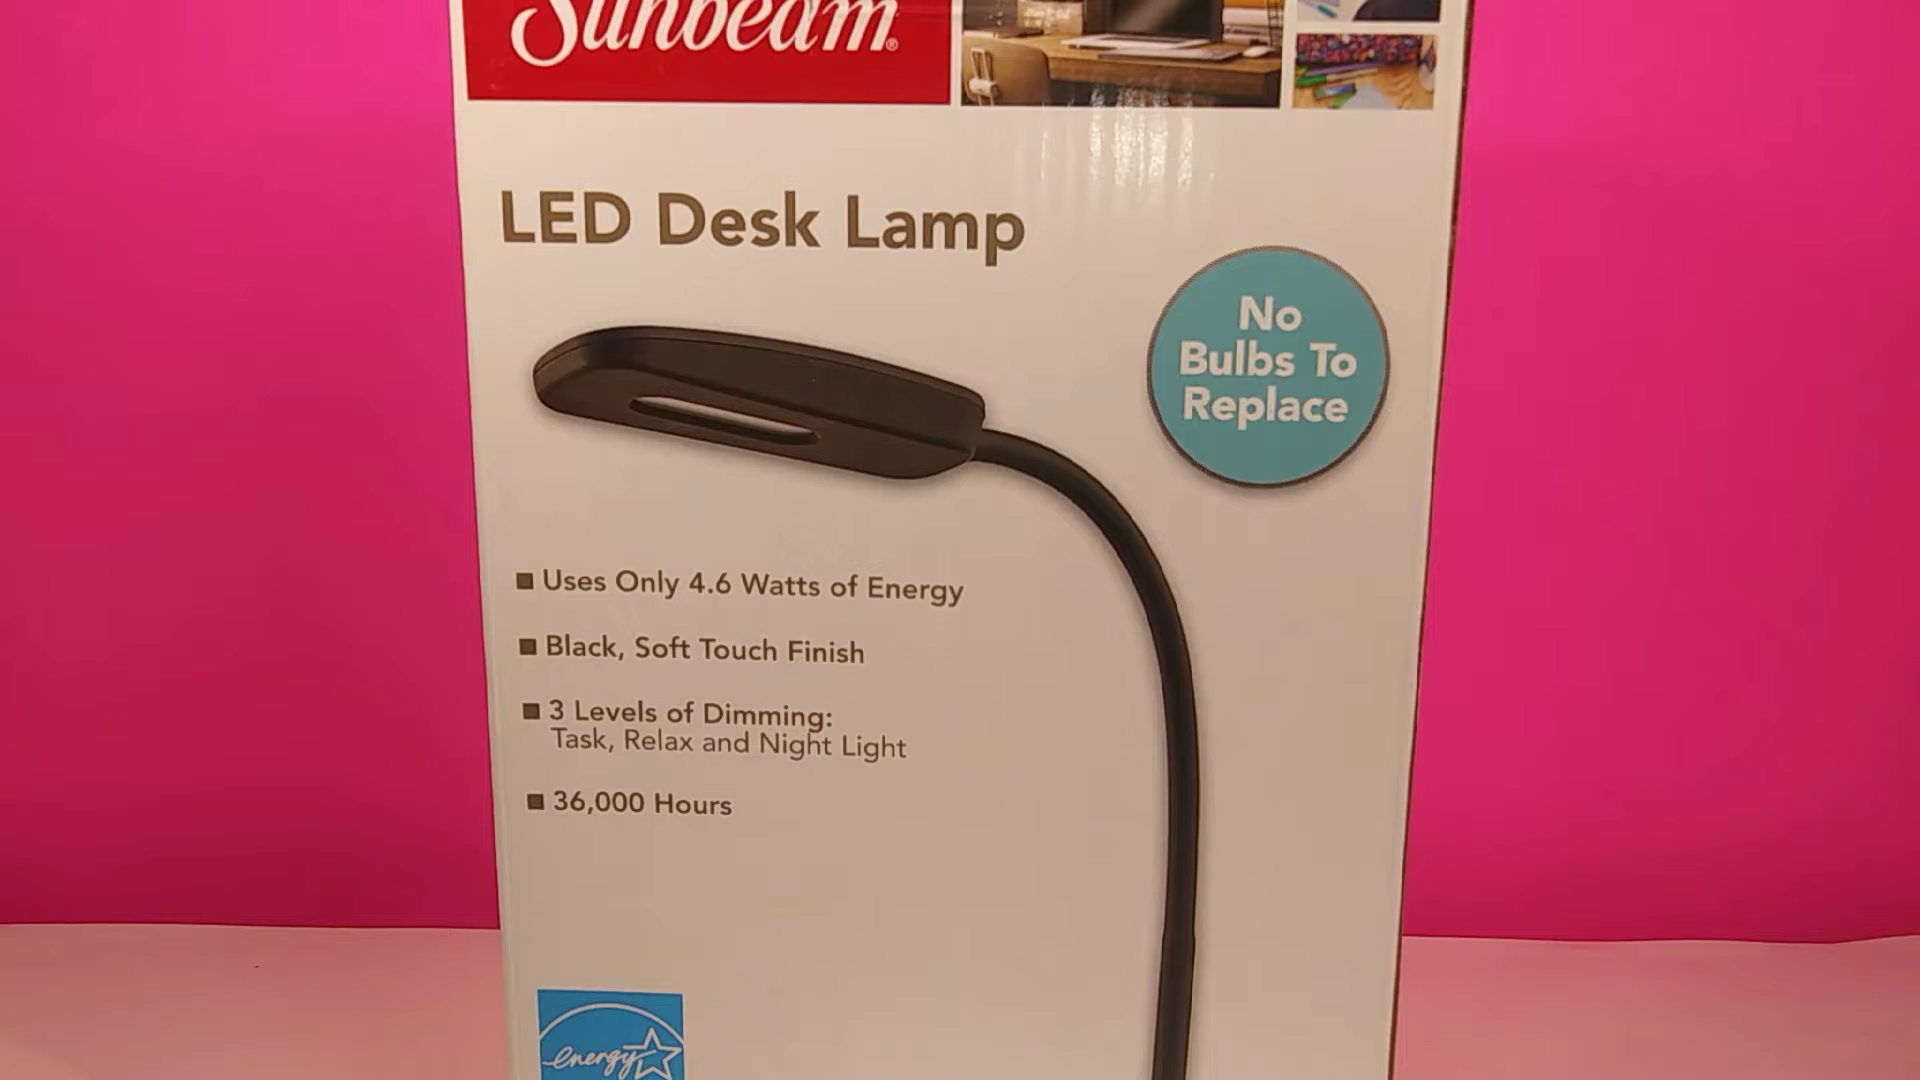 Sunbeam®
LED Desk Lamp
No
Bulbs To
Replace
Uses Only 4.6 Watts of Energy
Black, Soft Touch Finish
3 Levels of Dimming:
Task, Relax and Night Light
36,000 Hours
energy